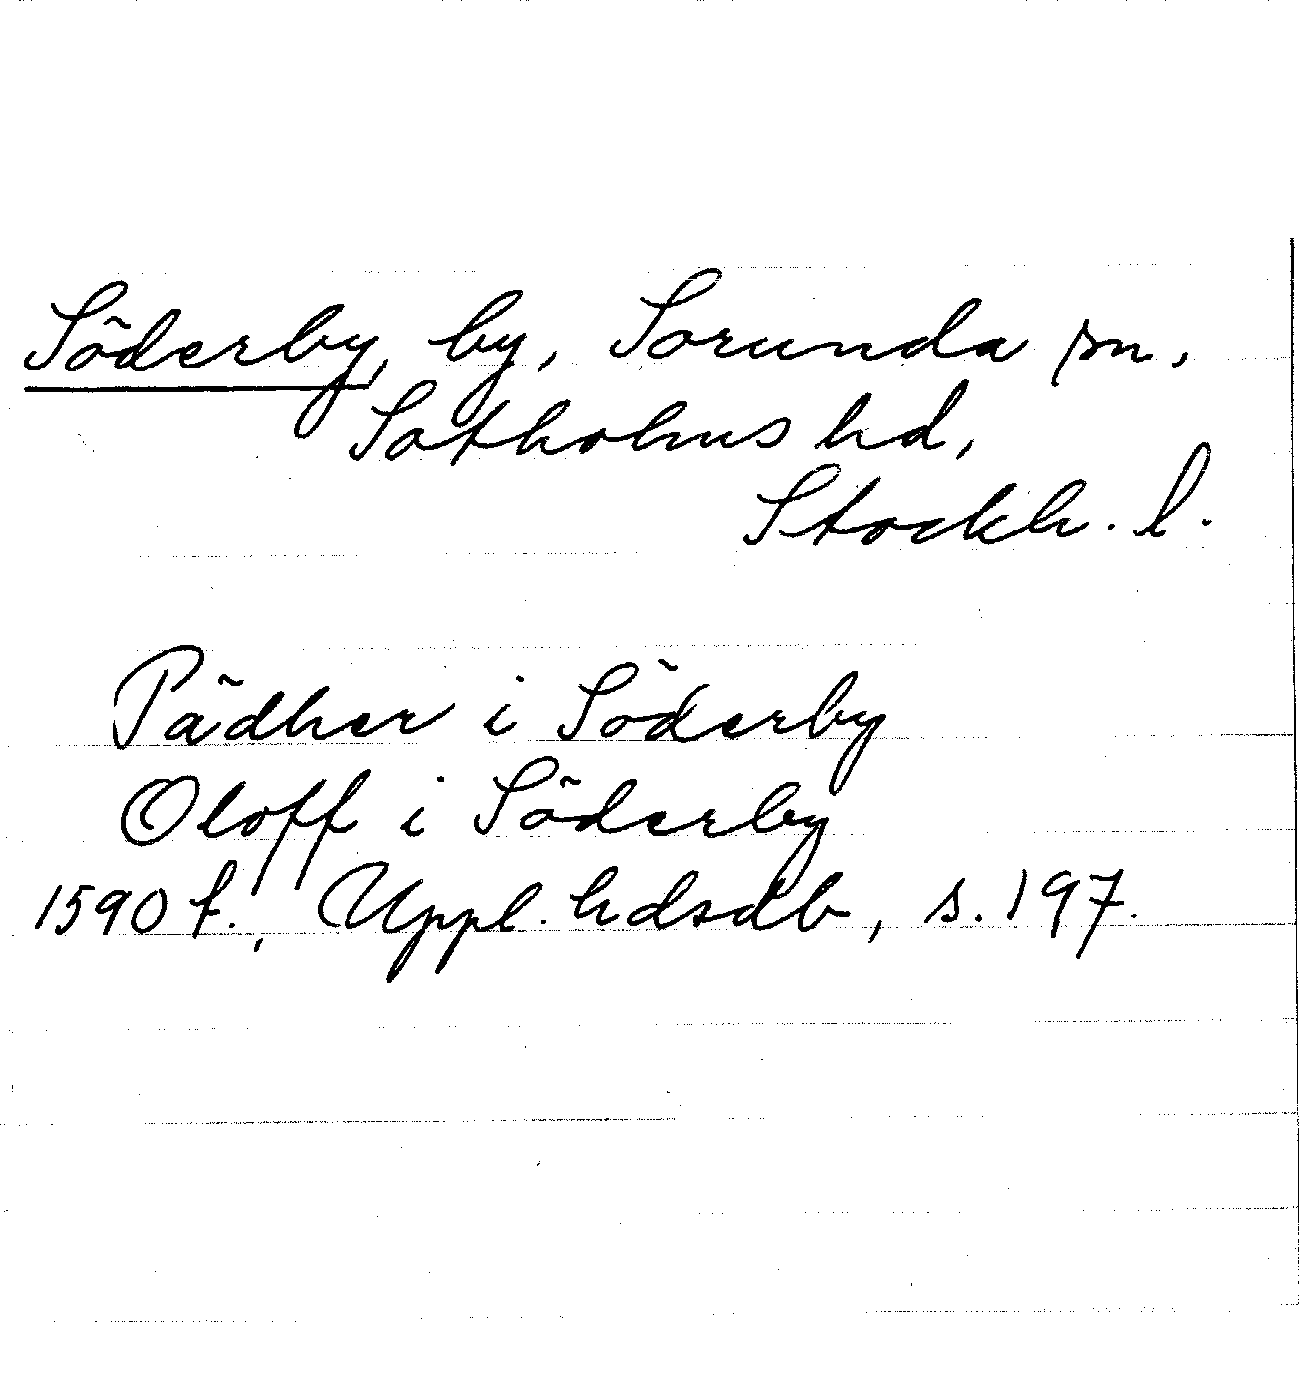 Söderby, by, Sorunda sn,
Sotholms hd,
Stockh. l.
Pädher i Söderby
Oloff i Söderby
1590 f., Uppl. hdsdb, s. 197.